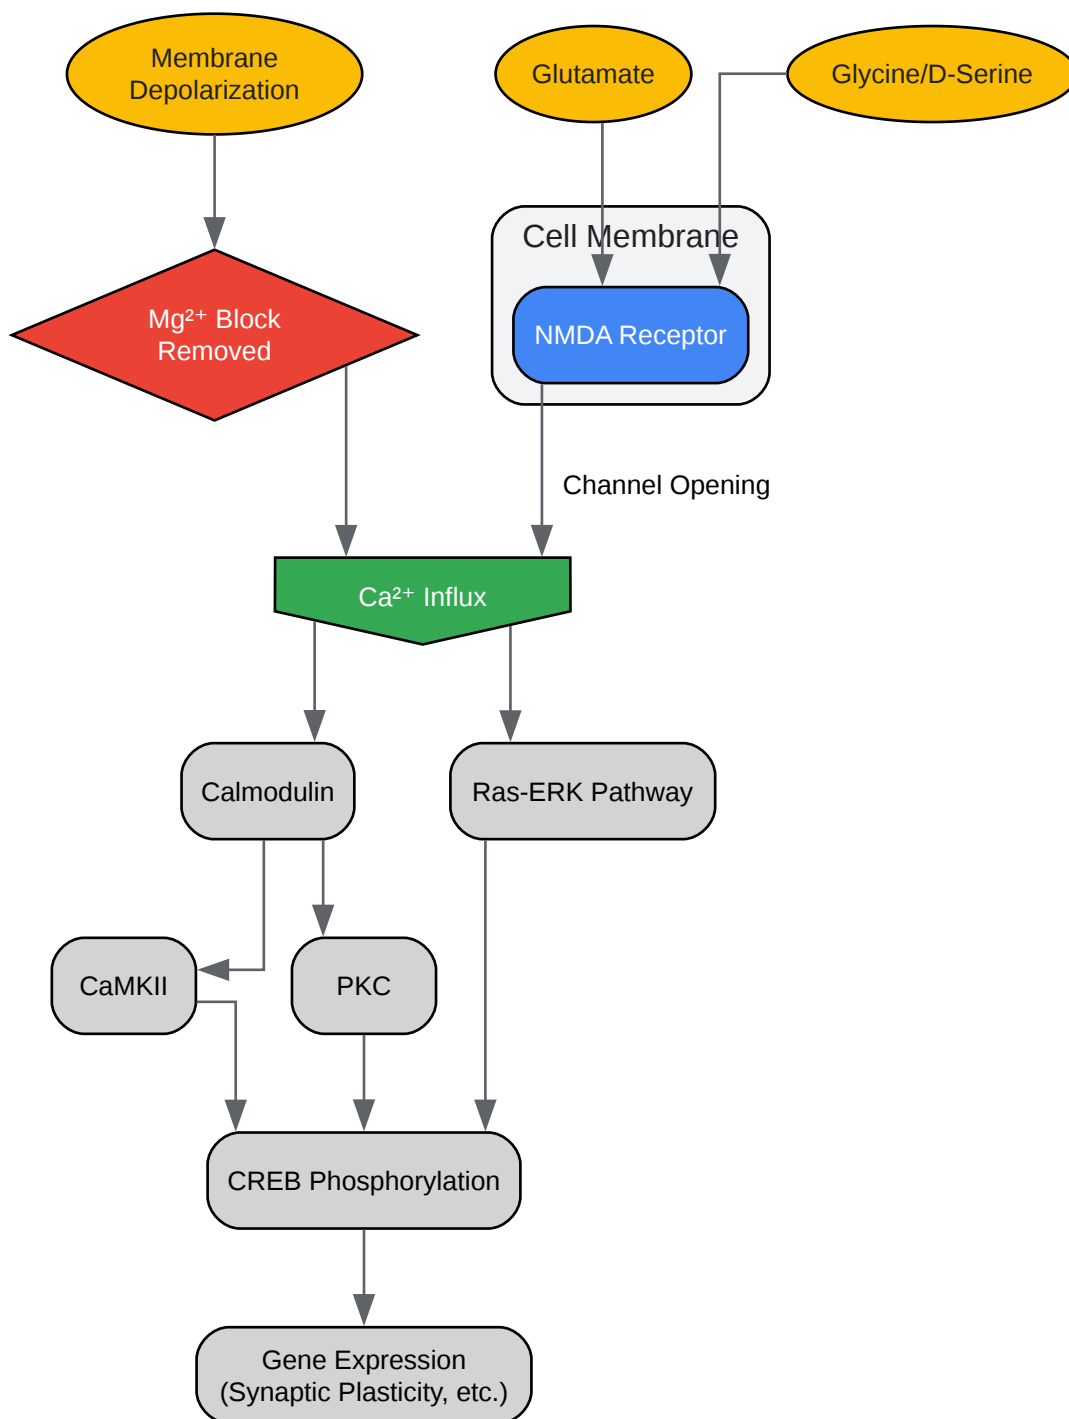 Membrane
Depolarization
Glutamate
Glycine/D-Serine
Cell Membrane
Mg²⁺ Block
Removed
NMDA Receptor
Channel Opening
Ca²⁺ Influx
Calmodulin
Ras-ERK Pathway
CaMKII
PKC
CREB Phosphorylation
Gene Expression
(Synaptic Plasticity, etc.)